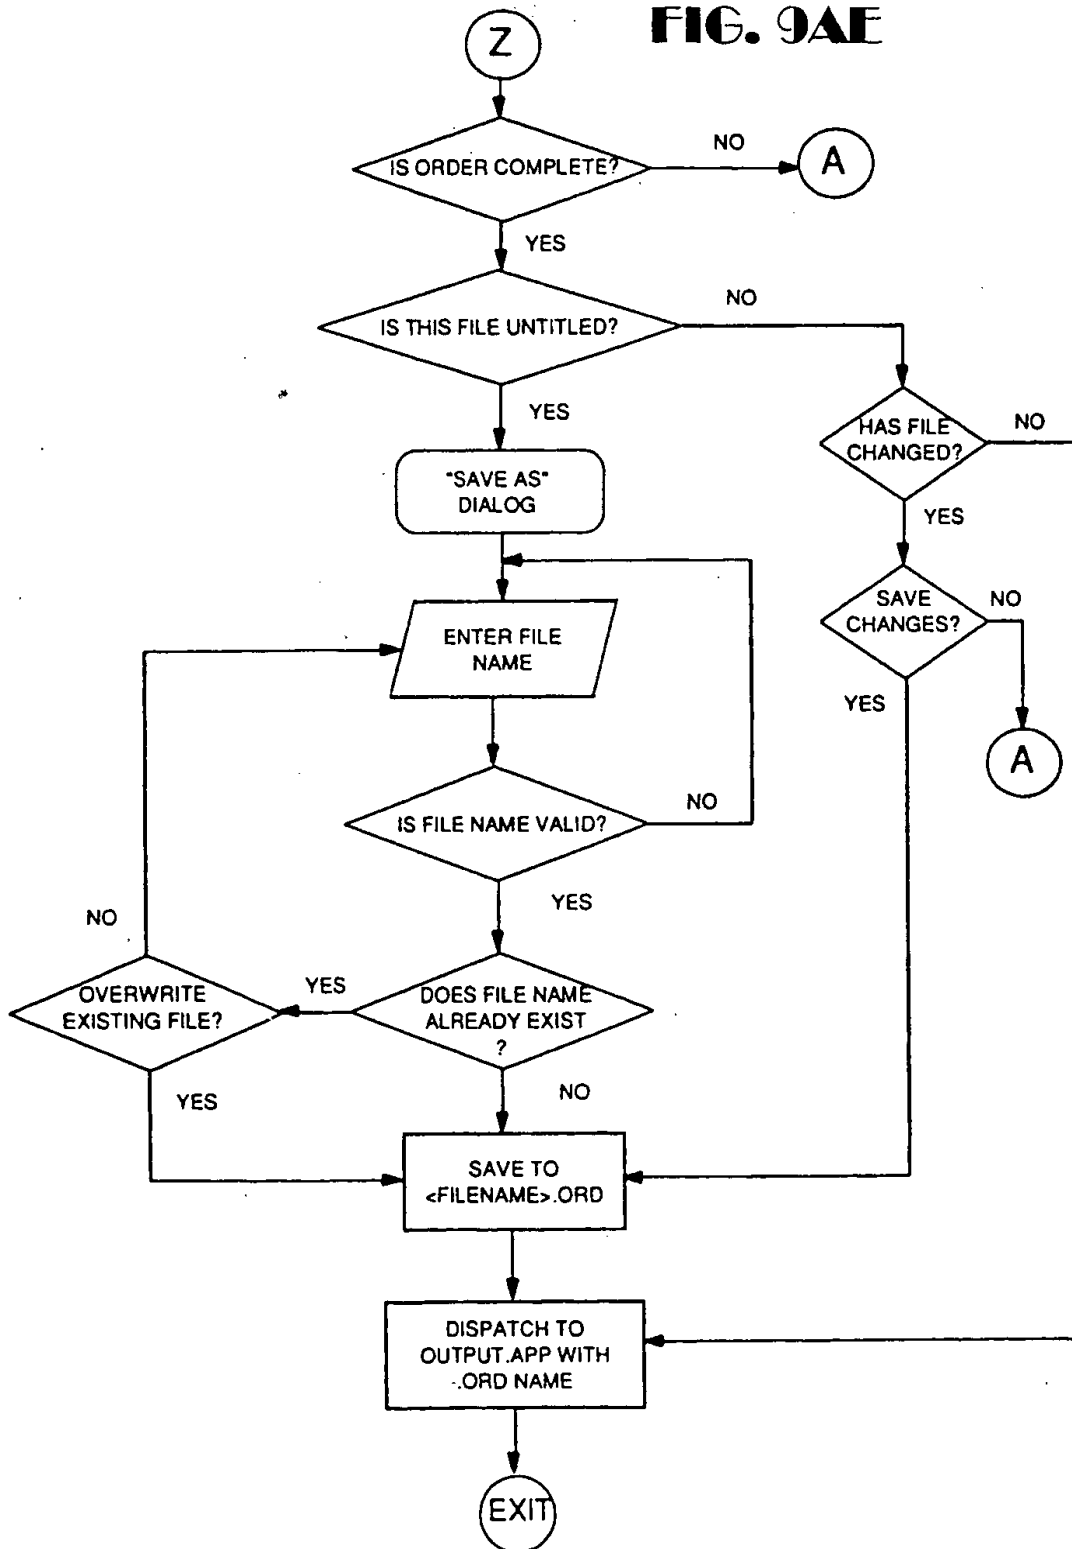 FIG. 9AE
Z
IS ORDER COMPLETE?
NO
A
YES
IS THIS FILE UNTITLED?
NO
YES
HAS FILE
CHANGED?
NO
YES
"SAVE AS"
DIALOG
SAVE
CHANGES?
NO
YES
A
ENTER FILE
NAME
IS FILE NAME VALID?
NO
YES
NO
OVERWRITE
EXISTING FILE?
YES
DOES FILE NAME
ALREADY EXIST
?
YES
NO
SAVE TO
<FILENAME>.ORD
DISPATCH TO
OUTPUT.APP WITH
.ORD NAME
EXIT